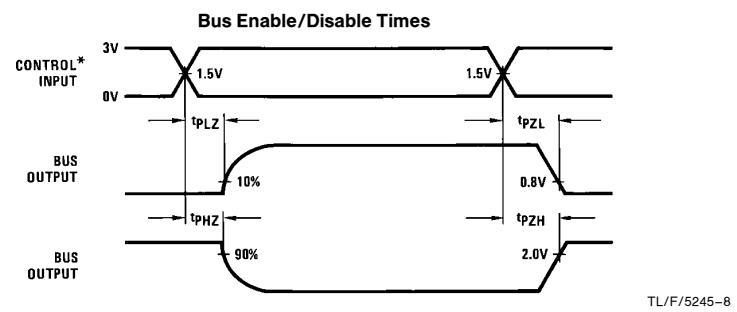 Bus Enable/Disable Times
3V
CONTROL*
INPUT
0V
1.5V
1.5V
tPLZ
tPZL
BUS
OUTPUT
10%
0.8V
tPHZ
tPZH
BUS
OUTPUT
90%
2.0V
TL/F/5245–8